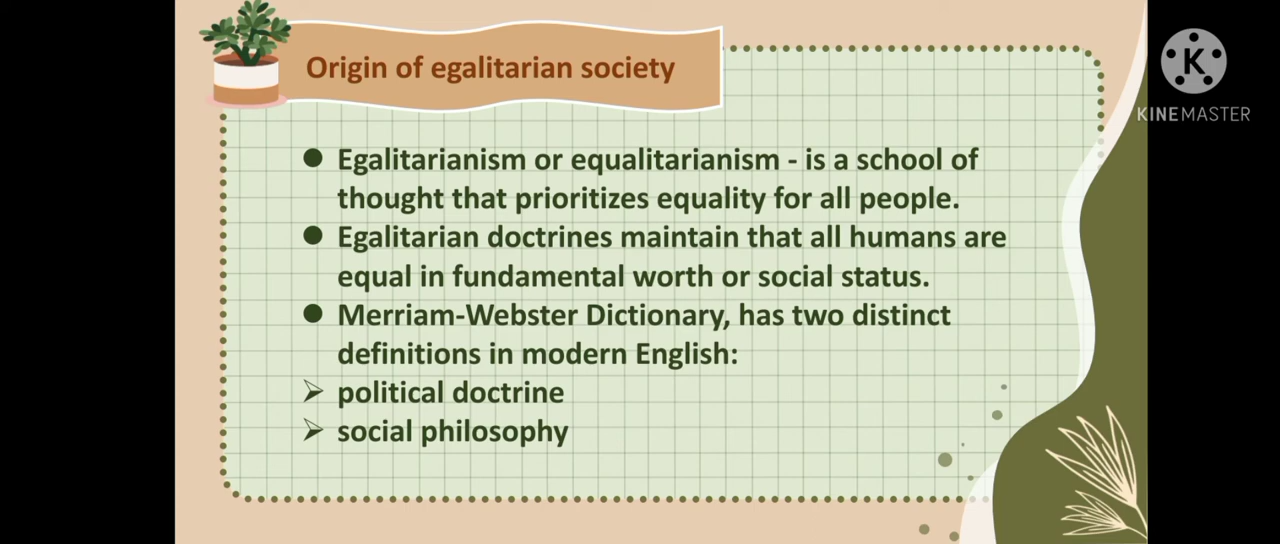 Origin of egalitarian society
K
KINEMASTER
● Egalitarianism or equalitarianism - is a school of
thought that prioritizes equality for all people.
● Egalitarian doctrines maintain that all humans are
equal in fundamental worth or social status.
● Merriam-Webster Dictionary, has two distinct
definitions in modern English:
➢ political doctrine
➢ social philosophy